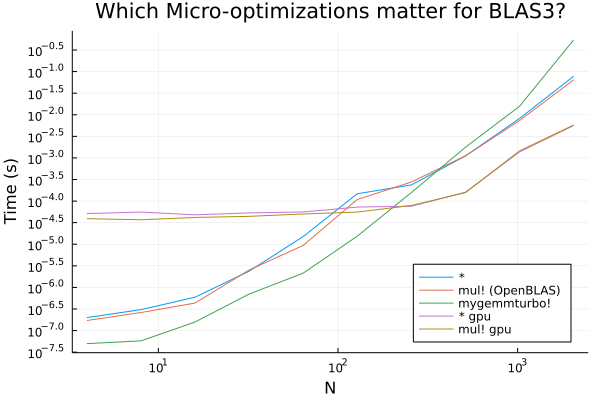 Which Micro-optimizations matter for BLAS3?
10^-0.5
10^-1.0
10^-1.5
10^-2.0
10^-2.5
10^-3.0
10^-3.5
10^-4.0
10^-4.5
10^-5.0
10^-5.5
10^-6.0
10^-6.5
10^-7.0
10^-7.5
Time (s)
*
mul! (OpenBLAS)
mygemmturbo!
* gpu
mul! gpu
10^1
10^2
10^3
N